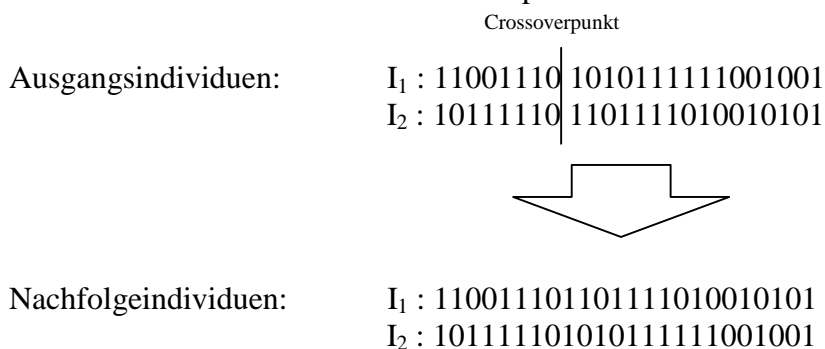 Crossoverpunkt
Ausgangsindividuen: I₁ : 11001110 1010111111001001
I₂ : 10111110 1101111010010101
Nachfolgeindividuen: I₁ : 110011101101111010010101
I₂ : 101111101010111111001001